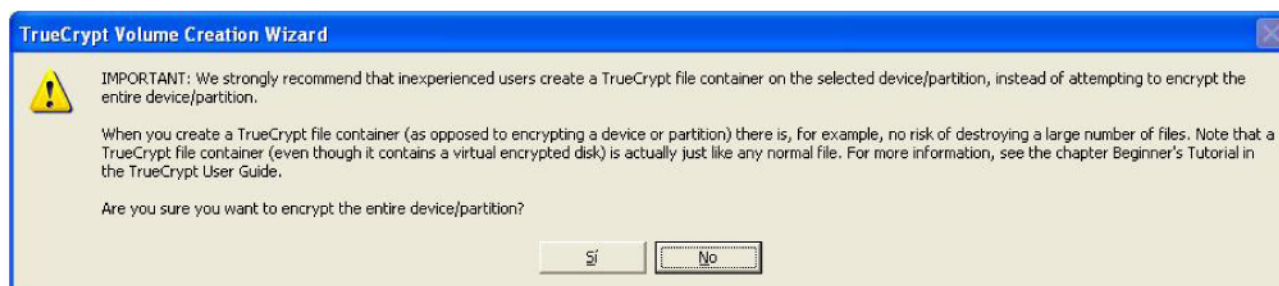 TrueCrypt Volume Creation Wizard
IMPORTANT: We strongly recommend that inexperienced users create a TrueCrypt file container on the selected device/partition, instead of attempting to encrypt the
entire device/partition.
When you create a TrueCrypt file container (as opposed to encrypting a device or partition) there is, for example, no risk of destroying a large number of files. Note that a
TrueCrypt file container (even though it contains a virtual encrypted disk) is actually just like any normal file. For more information, see the chapter Beginner's Tutorial in
the TrueCrypt User Guide.
Are you sure you want to encrypt the entire device/partition?
Sí
No